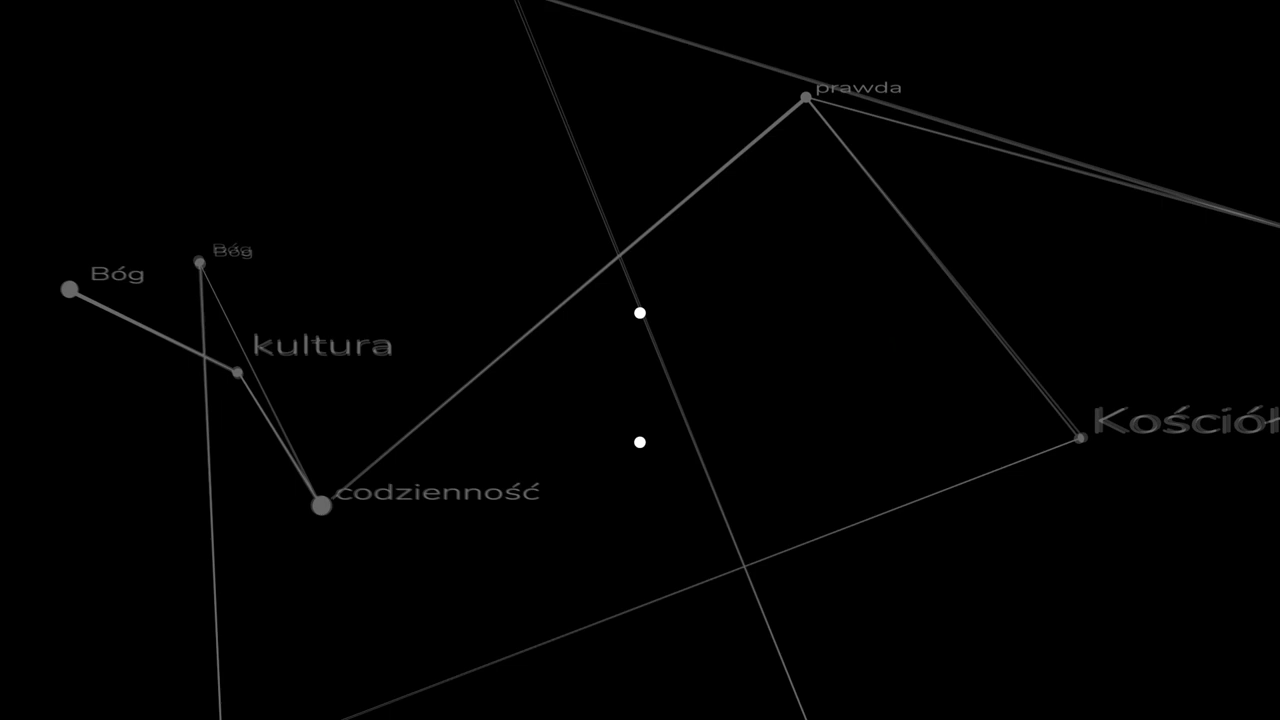 prawda
Bóg
Bóg
kultura
Kościół
codzienność